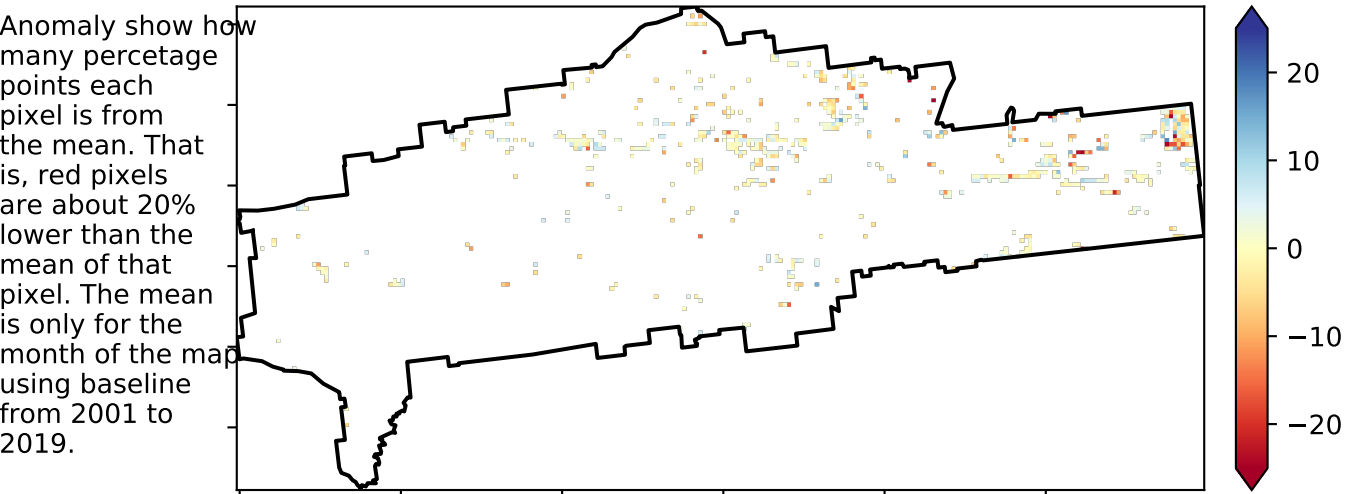 Anomaly show how
many percetage
points each
pixel is from
the mean. That
is, red pixels
are about 20%
lower than the
mean of that
pixel. The mean
is only for the
month of the map
using baseline
from 2001 to
2019.
20
10
0
−10
−20